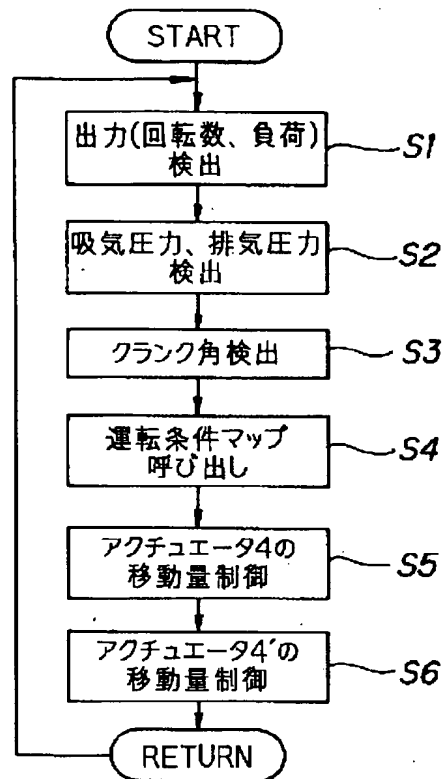 START
出力(回転数、負荷)
検出
S1
吸気圧力、排気圧力
検出
S2
クランク角検出
S3
運転条件マップ
呼び出し
S4
アクチュエータ4の
移動量制御
S5
アクチュエータ4'の
移動量制御
S6
RETURN